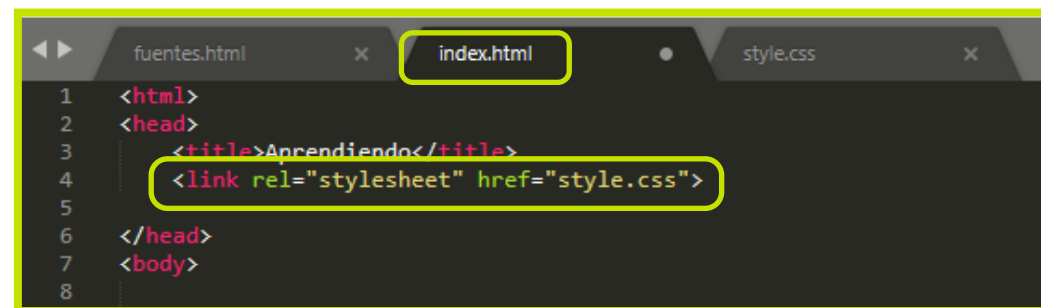 fuentes.html × index.html style.css ×
1 <html>
2 <head>
3 <title>Aprendiendo</title>
4 <link rel="stylesheet" href="style.css">
5
6 </head>
7 <body>
8